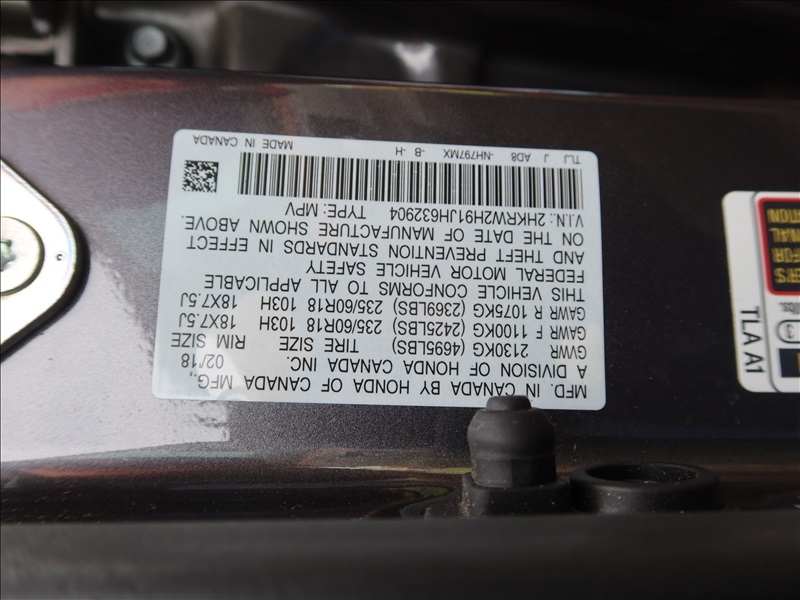 MFD. IN CANADA BY HONDA OF CANADA MFG.,
A DIVISION OF HONDA CANADA INC. 02/18
GVWR 2130KG (4695LBS) TIRE SIZE RIM SIZE
GAWR F 1100KG (2425LBS) 235/60R18 103H 18X7.5J
GAWR R 1075KG (2369LBS) 235/60R18 103H 18X7.5J
THIS VEHICLE CONFORMS TO ALL APPLICABLE
FEDERAL MOTOR VEHICLE SAFETY
AND THEFT PREVENTION STANDARDS IN EFFECT
ON THE DATE OF MANUFACTURE SHOWN ABOVE.
V.I.N.: 2HKRW2H91JH632904 TYPE: MPV
TLJ J AD8 -NH797MX -B -H MADE IN CANADA
TLA A1
lbs.
3